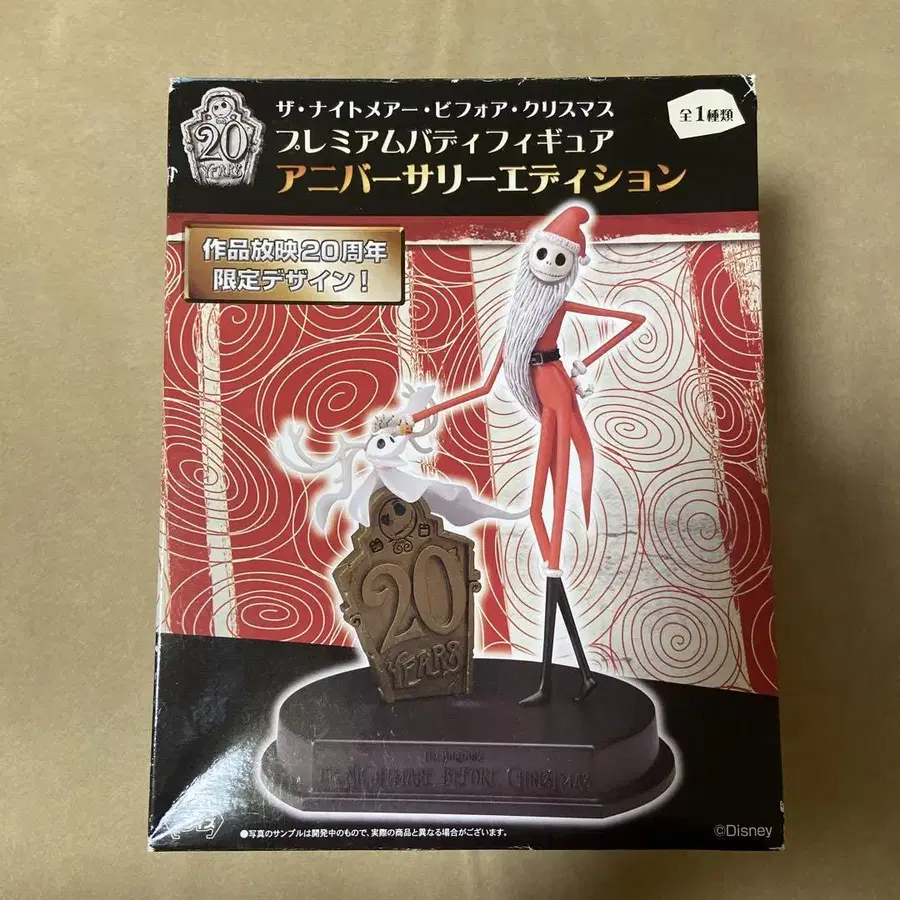 ザ・ナイトメアー・ビフォア・クリスマス
全1種類
20
YEARS
プレミアムバディフィギュア
アニバーサリーエディション
作品放映20周年
限定デザイン!
20
YEARS
THE NIGHTMARE BEFORE CHRISTMAS
●写真のサンプルは開発中のもので、実際の商品と異なる場合がございます。
©Disney